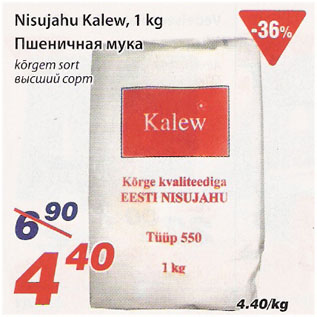 Nisujahu Kalew, 1 kg
Пшеничная мука
kõrgem sort
высший сорт
-36%
Kalew
Kõrge kvaliteediga
EESTI NISUJAHU
Tüüp 550
1 kg
6 90
4 40
4.40/kg